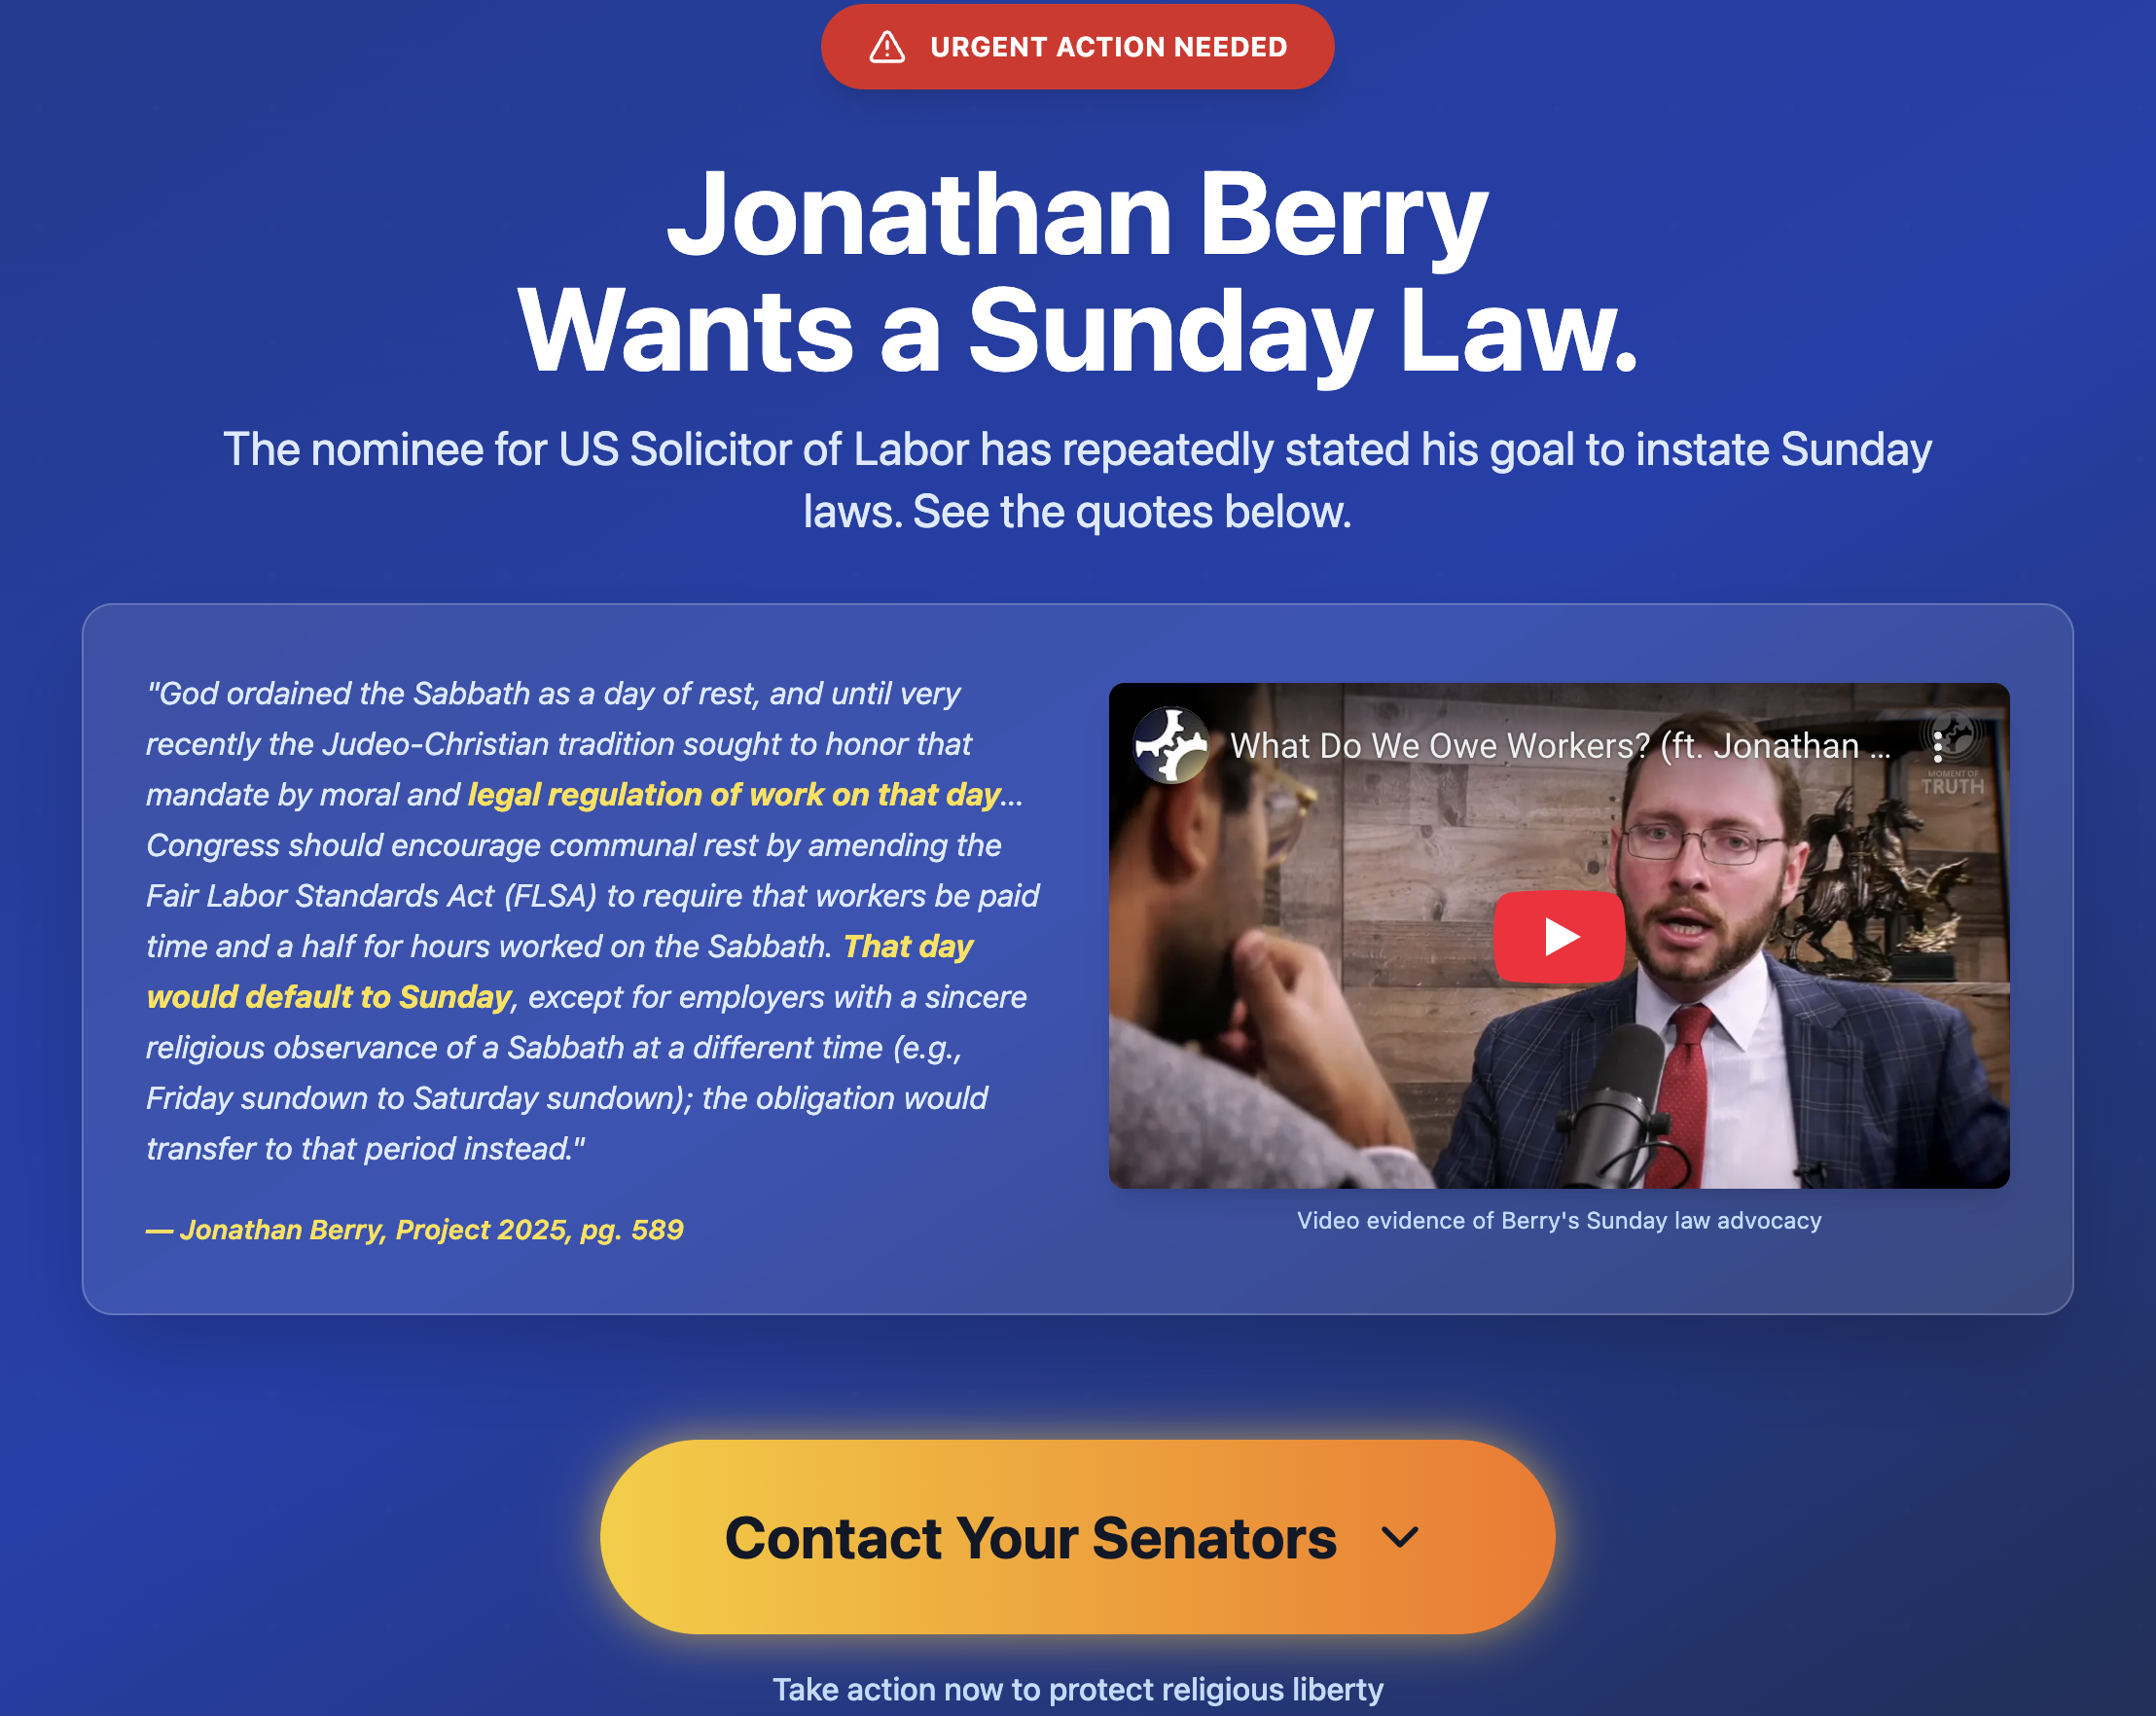 URGENT ACTION NEEDED
Jonathan Berry
Wants a Sunday Law.
The nominee for US Solicitor of Labor has repeatedly stated his goal to instate Sunday
laws. See the quotes below.
"God ordained the Sabbath as a day of rest, and until very
recently the Judeo-Christian tradition sought to honor that
mandate by moral and legal regulation of work on that day...
Congress should encourage communal rest by amending the
Fair Labor Standards Act (FLSA) to require that workers be paid
time and a half for hours worked on the Sabbath. That day
would default to Sunday, except for employers with a sincere
religious observance of a Sabbath at a different time (e.g.,
Friday sundown to Saturday sundown); the obligation would
transfer to that period instead."
— Jonathan Berry, Project 2025, pg. 589
What Do We Owe Workers? (ft. Jonathan ...
MOMENT OF
TRUTH
Video evidence of Berry's Sunday law advocacy
Contact Your Senators
Take action now to protect religious liberty